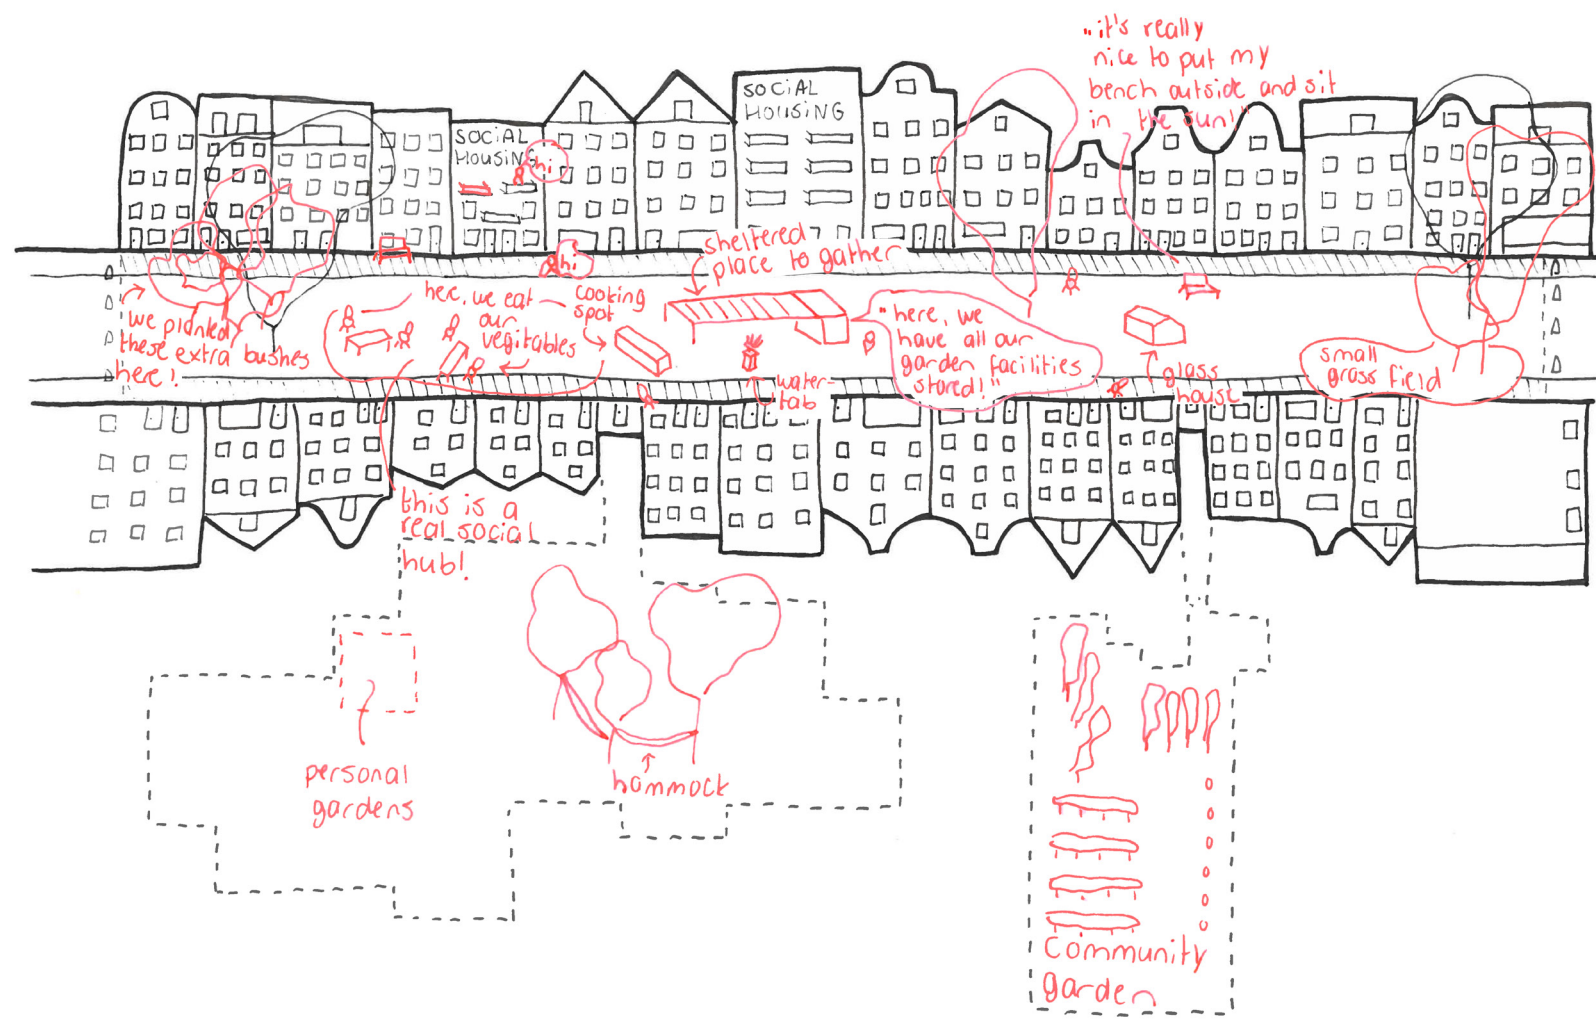 "it's really
nice to put my
bench outside and sit
in the sun!"
SOCIAL
HOUSING
SOCIAL
HOUSING
hi
hi
sheltered
place to gather
we planted
these extra bushes
here!
here, we eat
our
vegitables
cooking
spot
"here, we
have all our
garden facilities
stored!"
water-
tab
glass
house
small
grass field
this is a
real social
hub!
personal
gardens
hammock
Community
garden